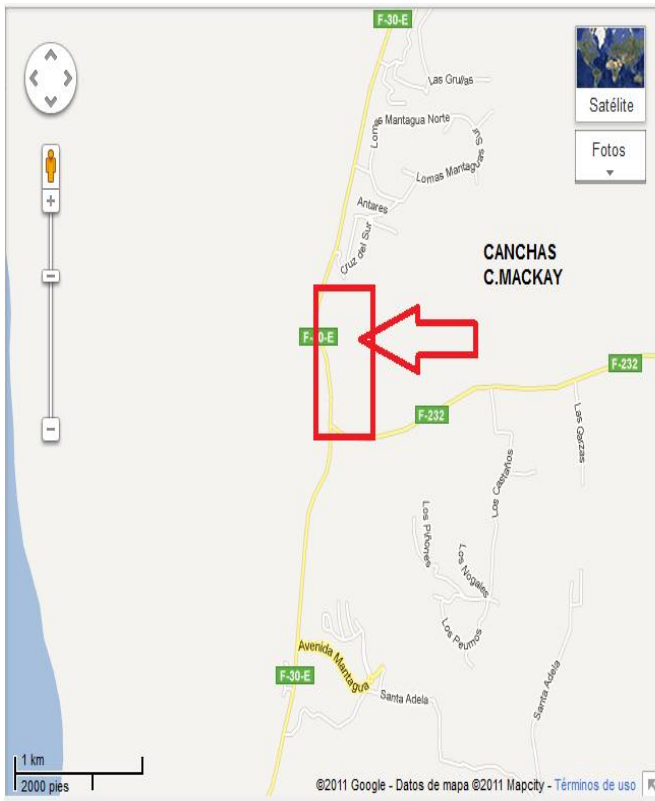 F-30-E
Las Grullas
Satélite
Lomas Mantagua Norte
Lomas Mantaguas Sur
Fotos
Antares
Cruz del Sur
CANCHAS
C.MACKAY
F-30-E
F-232
F-232
Las Garzas
Los Castaños
Los Piñones
Los Nogales
Los Peumos
Avenida Mantagua
F-30-E
Santa Adela
Santa Adela
1 km
2000 pies
©2011 Google - Datos de mapa ©2011 Mapcity - Términos de uso